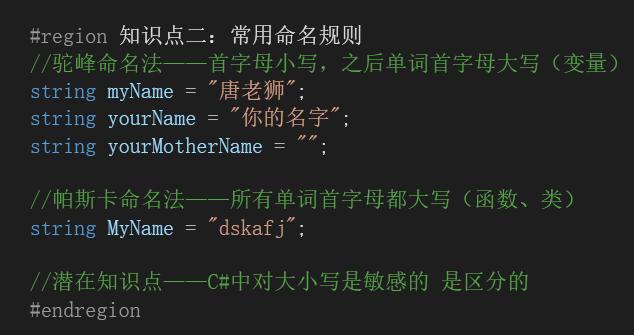 #region 知识点二：常用命名规则
//驼峰命名法——首字母小写，之后单词首字母大写（变量）
string myName = "唐老狮";
string yourName = "你的名字";
string yourMotherName = "";
//帕斯卡命名法——所有单词首字母都大写（函数、类）
string MyName = "dskafj";
//潜在知识点——C#中对大小写是敏感的 是区分的
#endregion